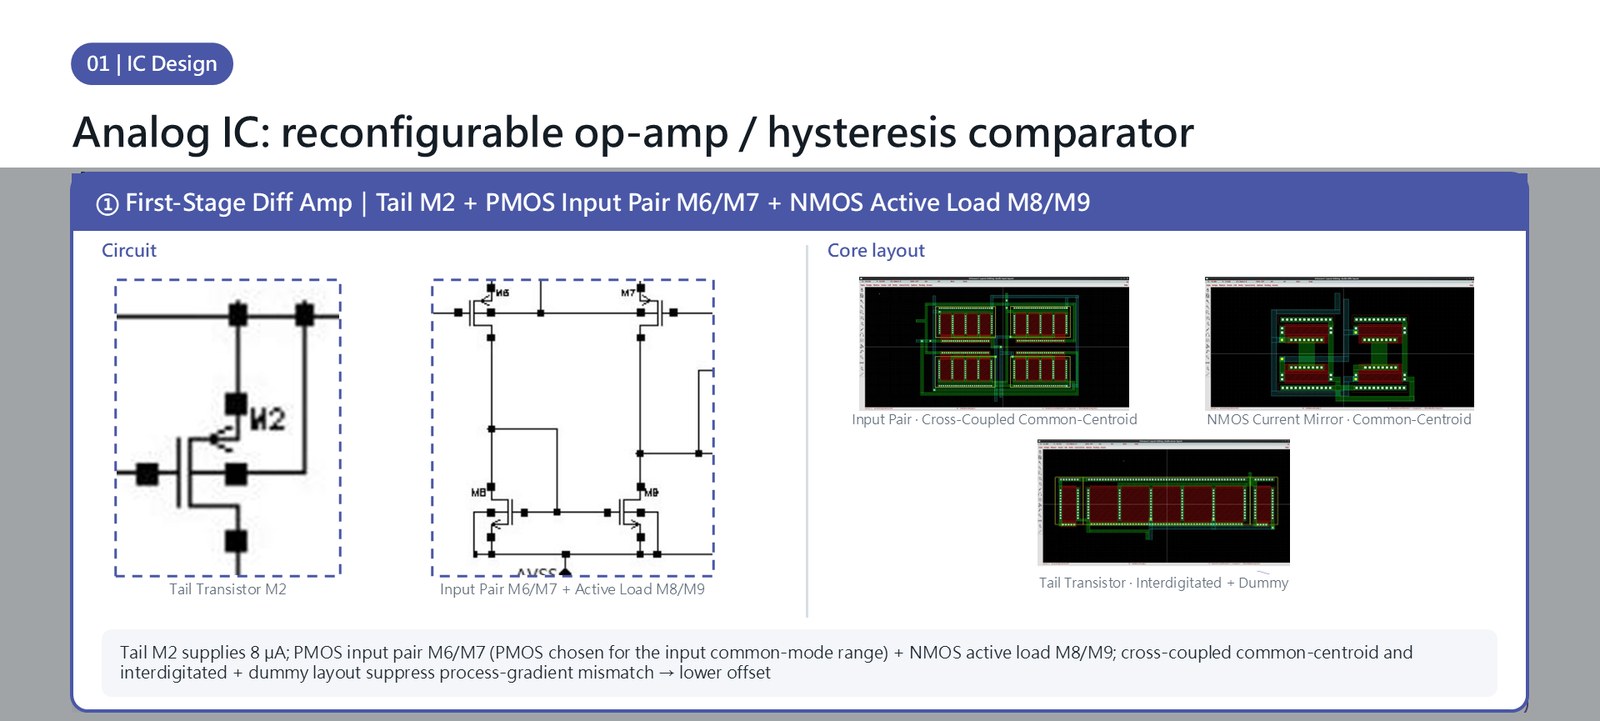 01 | IC Design
Analog IC: reconfigurable op-amp / hysteresis comparator
① First-Stage Diff Amp | Tail M2 + PMOS Input Pair M6/M7 + NMOS Active Load M8/M9
Circuit
M2
Tail Transistor M2
M6
M7
M8
M9
AVSS
Input Pair M6/M7 + Active Load M8/M9
Core layout
Input Pair · Cross-Coupled Common-Centroid
NMOS Current Mirror · Common-Centroid
Tail Transistor · Interdigitated + Dummy
Tail M2 supplies 8 μA; PMOS input pair M6/M7 (PMOS chosen for the input common-mode range) + NMOS active load M8/M9; cross-coupled common-centroid and
interdigitated + dummy layout suppress process-gradient mismatch → lower offset